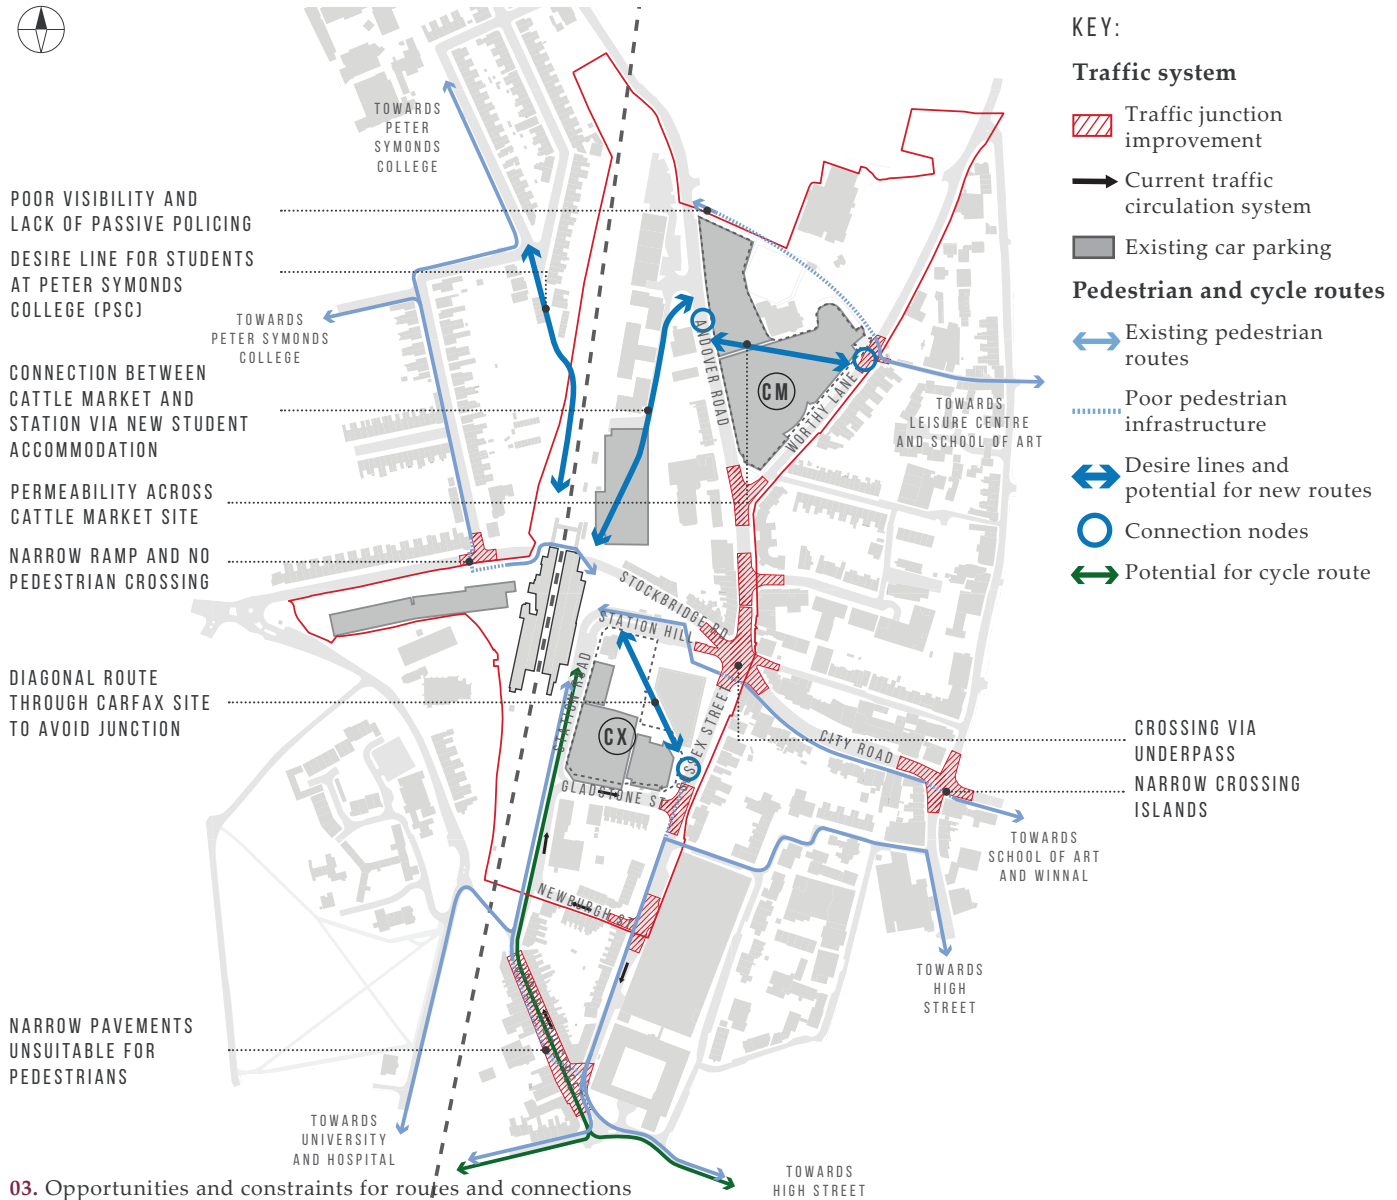 KEY:
Traffic system
Traffic junction
improvement
Current traffic
circulation system
Existing car parking
Pedestrian and cycle routes
Existing pedestrian
routes
Poor pedestrian
infrastructure
Desire lines and
potential for new routes
Connection nodes
Potential for cycle route
TOWARDS
PETER
SYMONDS
COLLEGE
POOR VISIBILITY AND
LACK OF PASSIVE POLICING
DESIRE LINE FOR STUDENTS
AT PETER SYMONDS
COLLEGE (PSC)
TOWARDS
PETER SYMONDS
COLLEGE
CONNECTION BETWEEN
CATTLE MARKET AND
STATION VIA NEW STUDENT
ACCOMMODATION
PERMEABILITY ACROSS
CATTLE MARKET SITE
NARROW RAMP AND NO
PEDESTRIAN CROSSING
DIAGONAL ROUTE
THROUGH CARFAX SITE
TO AVOID JUNCTION
NARROW PAVEMENTS
UNSUITABLE FOR
PEDESTRIANS
ANDOVER ROAD
CM
WORTHY LANE
TOWARDS
LEISURE CENTRE
AND SCHOOL OF ART
STOCKBRIDGE RD
STATION HILL
STATION ROAD
CX
SSEX STREET
GLADSTONE ST
CITY ROAD
NEWBURGH ST
CROSSING VIA
UNDERPASS
NARROW CROSSING
ISLANDS
TOWARDS
SCHOOL OF ART
AND WINNAL
TOWARDS
HIGH
STREET
TOWARDS
UNIVERSITY
AND HOSPITAL
TOWARDS
HIGH STREET
03. Opportunities and constraints for routes and connections